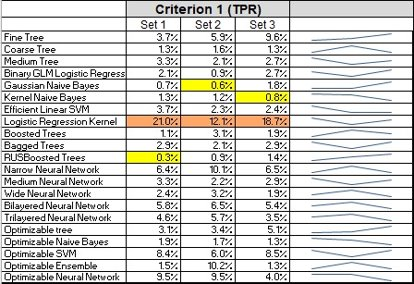 Criterion 1 (TPR)
Set 1 Set 2 Set 3
Fine Tree 3.7% 5.9% 9.6%
Coarse Tree 1.3% 1.6% 1.3%
Medium Tree 3.3% 2.1% 2.7%
Binary GLM Logistic Regress 2.1% 0.9% 2.7%
Gaussian Naive Bayes 0.7% 0.6% 1.8%
Kernel Naive Bayes 1.3% 1.2% 0.8%
Efficient Linear SVM 3.7% 2.3% 2.4%
Logistic Regression Kernel 21.0% 12.1% 18.7%
Boosted Trees 1.1% 3.1% 1.9%
Bagged Trees 2.9% 2.1% 2.9%
RUSBoosted Trees 0.3% 0.9% 1.4%
Narrow Neural Network 6.4% 10.1% 6.5%
Medium Neural Network 3.3% 2.2% 2.9%
Wide Neural Network 2.4% 3.2% 1.9%
Bilayered Neural Network 5.8% 6.5% 5.4%
Trilayered Neural Network 4.6% 5.7% 3.5%
Optimizable tree 3.1% 3.4% 5.1%
Optimizable Naive Bayes 1.9% 1.7% 1.3%
Optimizable SVM 8.4% 6.0% 8.5%
Optimizable Ensemble 1.5% 10.2% 1.3%
Optimizable Neural Network 9.5% 9.5% 4.0%